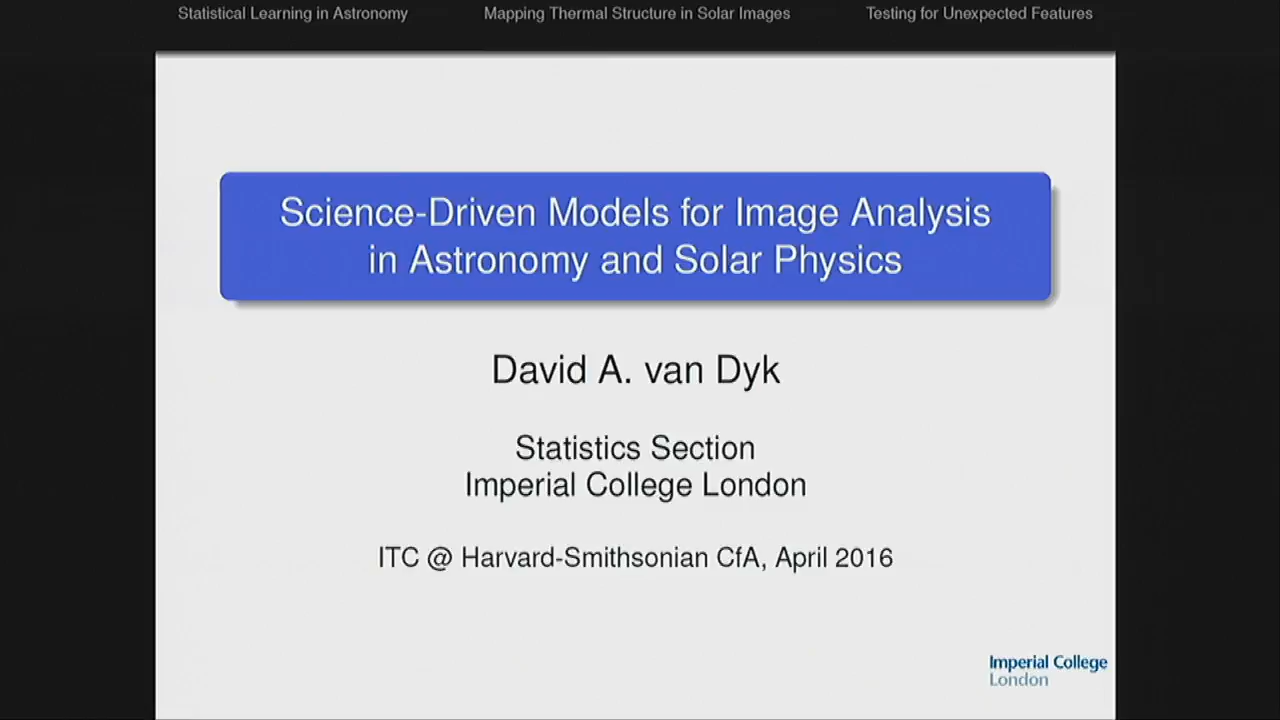 Statistical Learning in Astronomy Mapping Thermal Structure in Solar Images Testing for Unexpected Features
Science-Driven Models for Image Analysis
in Astronomy and Solar Physics
David A. van Dyk
Statistics Section
Imperial College London
ITC @ Harvard-Smithsonian CfA, April 2016
Imperial College
London